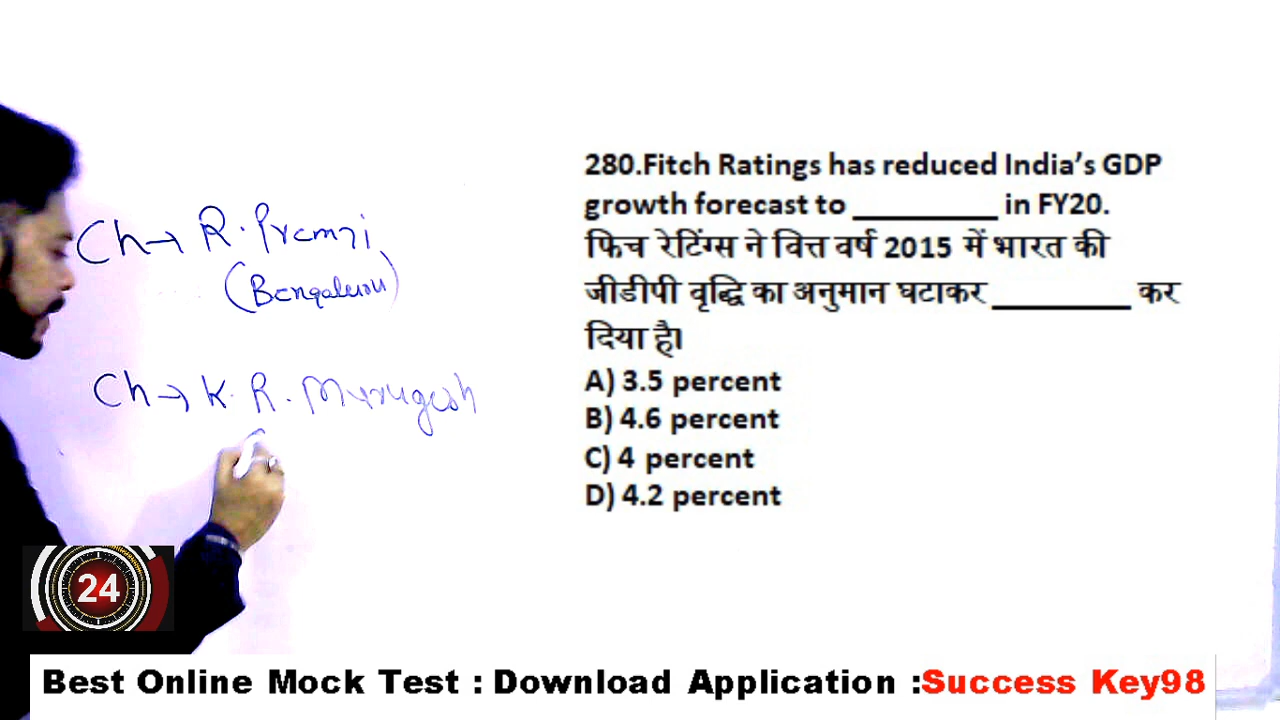 Ch→ R. Premji
(Bengaluru)
Ch→ K. R. Murugesh
280.Fitch Ratings has reduced India's GDP
growth forecast to _________ in FY20.
फिच रेटिंग्स ने वित्त वर्ष 2015 में भारत की
जीडीपी वृद्धि का अनुमान घटाकर _________ कर
दिया है।
A) 3.5 percent
B) 4.6 percent
C) 4 percent
D) 4.2 percent
24
Best Online Mock Test : Download Application :Success Key98